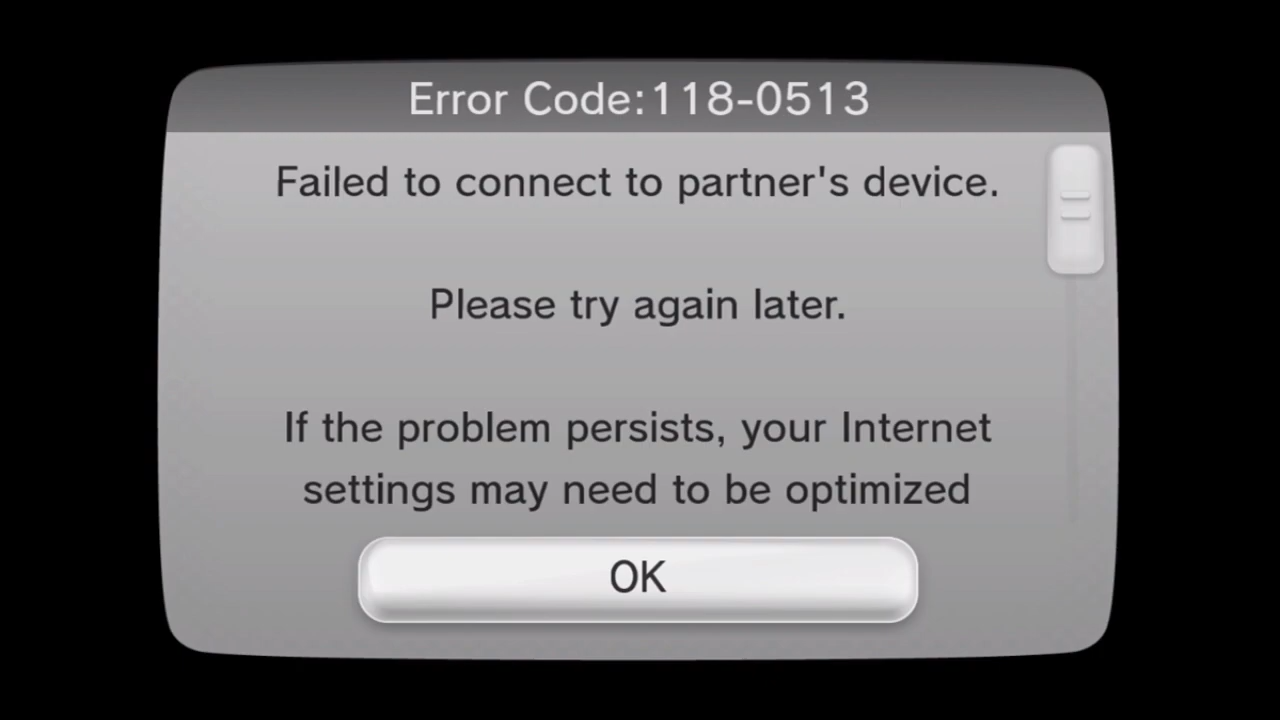 Error Code:118-0513
Failed to connect to partner's device.
Please try again later.
If the problem persists, your Internet
settings may need to be optimized
OK